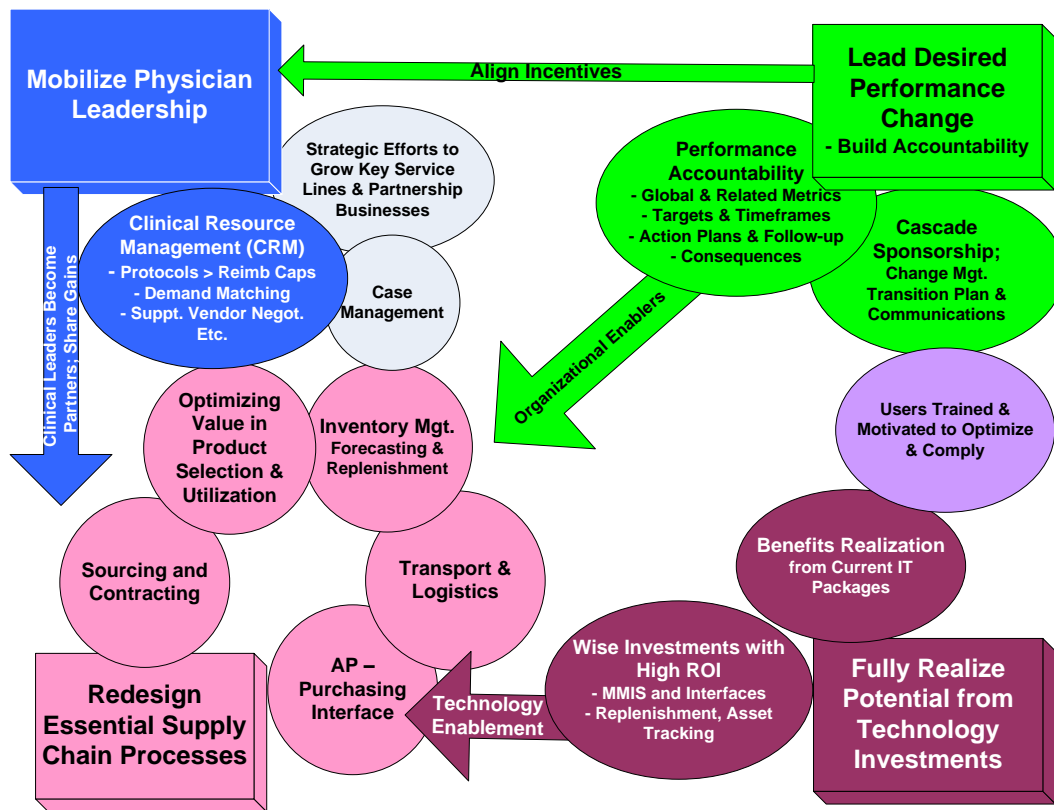 Mobilize Physician
Leadership
Align Incentives
Lead Desired
Performance
Change
- Build Accountability
Strategic Efforts to
Grow Key Service
Lines & Partnership
Businesses
Performance
Accountability
- Global & Related Metrics
- Targets & Timeframes
- Action Plans & Follow-up
- Consequences
Clinical Resource
Management (CRM)
- Protocols > Reimb Caps
- Demand Matching
- Suppt. Vendor Negot.
Etc.
Cascade
Sponsorship;
Change Mgt.
Transition Plan &
Communications
Case
Management
Clinical Leaders Become
Partners; Share Gains
Organizational Enablers
Optimizing
Value in
Product
Selection &
Utilization
Inventory Mgt.
Forecasting &
Replenishment
Users Trained &
Motivated to Optimize
& Comply
Sourcing and
Contracting
Transport &
Logistics
Benefits Realization
from Current IT
Packages
AP –
Purchasing
Interface
Technology
Enablement
Wise Investments with
High ROI
- MMIS and Interfaces
- Replenishment, Asset
Tracking
Redesign
Essential Supply
Chain Processes
Fully Realize
Potential from
Technology
Investments